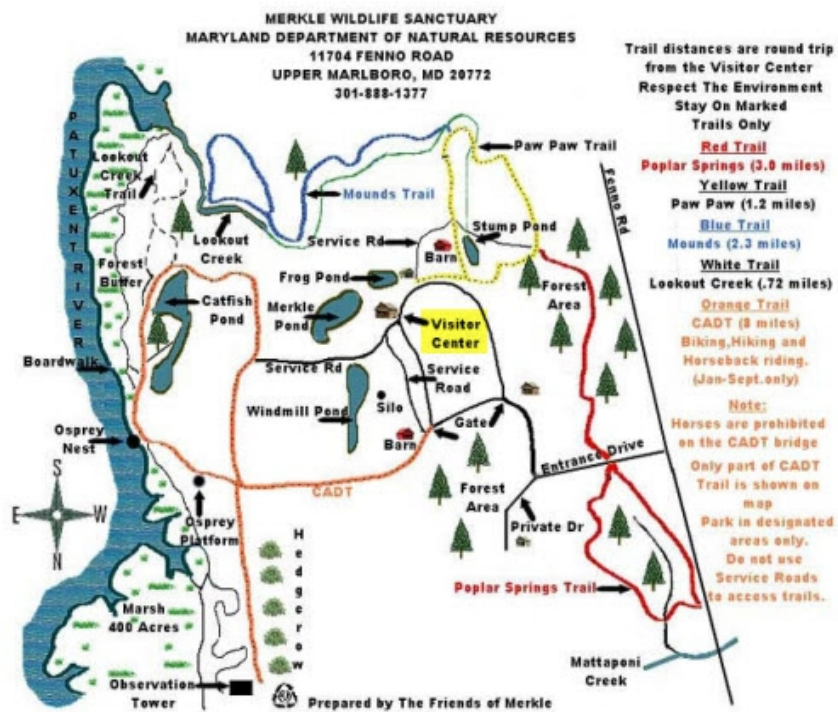 MERKLE WILDLIFE SANCTUARY
MARYLAND DEPARTMENT OF NATURAL RESOURCES
11704 FENNO ROAD
UPPER MARLBORO, MD 20772
301-888-1377
Trail distances are round trip
from the Visitor Center
Respect The Environment
Stay On Marked
Trails Only
Red Trail
Poplar Springs (3.0 miles)
Yellow Trail
Paw Paw (1.2 miles)
Blue Trail
Mounds (2.3 miles)
White Trail
Lookout Creek (.72 miles)
Orange Trail
CADT (8 miles)
Biking,Hiking and
Horseback riding.
(Jan-Sept.only)
Note:
Horses are prohibited
on the CADT bridge
Only part of CADT
Trail is shown on
map
Park in designated
areas only.
Do not use
Service Roads
to access trails.
PATUXENT RIVER
Lookout
Creek
Trail
Paw Paw Trail
Mounds Trail
Fenno Rd
Lookout
Creek
Service Rd
Barn
Stump Pond
Forest
Buffer
Catfish
Pond
Frog Pond
Merkle
Pond
Forest
Area
Visitor
Center
Boardwalk
Service Rd
Service
Road
Windmill Pond
Silo
Barn
Gate
Osprey
Nest
Entrance Drive
S
E
W
N
CADT
Osprey
Platform
Forest
Area
Private Dr
Hedgerow
Poplar Springs Trail
Marsh
400 Acres
Mattaponi
Creek
Observation
Tower
Prepared by The Friends of Merkle